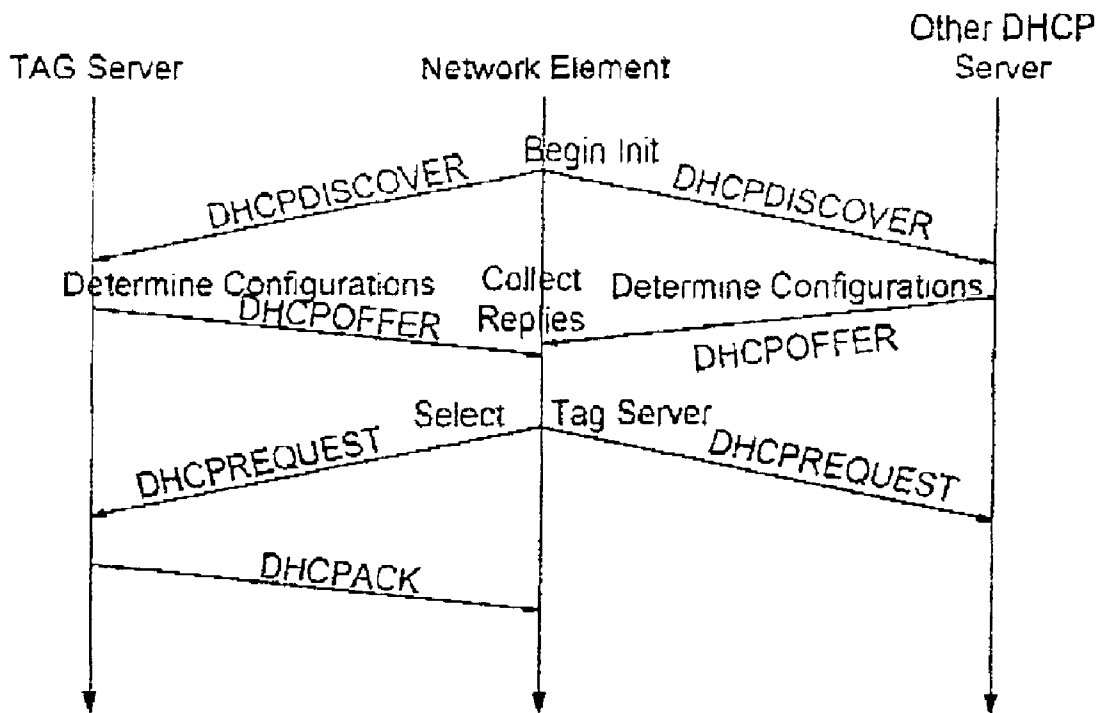 Other DHCP
Server
TAG Server
Network Element
Begin Init
DHCPDISCOVER
DHCPDISCOVER
Determine Configurations
Collect
Replies
Determine Configurations
DHCPOFFER
DHCPOFFER
Select Tag Server
DHCPREQUEST
DHCPREQUEST
DHCPACK